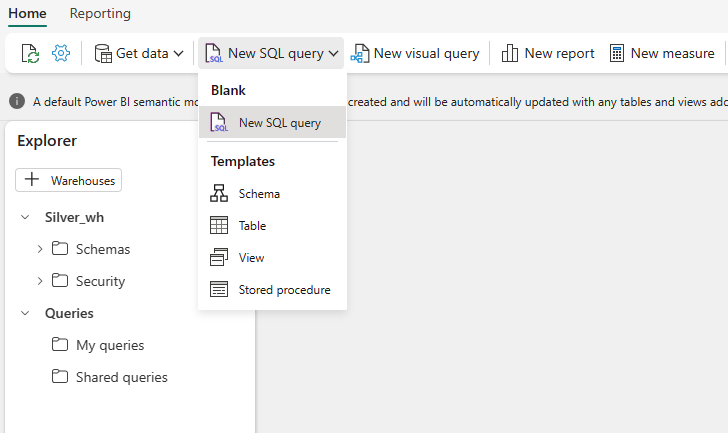 Home Reporting
Get data New SQL query New visual query New report New measure
Blank
A default Power BI semantic mo created and will be automatically updated with any tables and views
SQL New SQL query
Explorer
Templates
Warehouses
Schema
Silver_wh
Table
Schemas
View
Security
Stored procedure
Queries
My queries
Shared queries